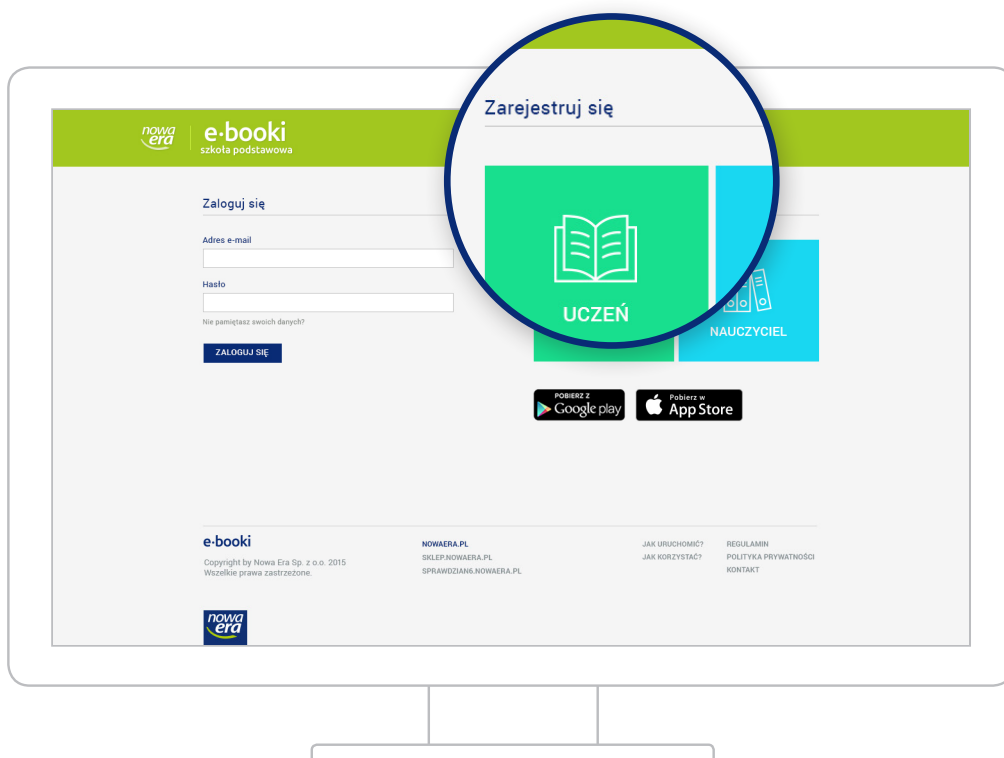 nowa
era
e·booki
szkoła podstawowa
Zaloguj się
Adres e-mail
Hasło
Nie pamiętasz swoich danych?
ZALOGUJ SIĘ
Zarejestruj się
UCZEŃ
NAUCZYCIEL
POBIERZ Z
Google play
Pobierz w
App Store
e·booki
Copyright by Nowa Era Sp. z o.o. 2015
Wszelkie prawa zastrzeżone.
NOWAERA.PL
SKLEP.NOWAERA.PL
SPRAWDZIAN6.NOWAERA.PL
JAK URUCHOMIĆ?
JAK KORZYSTAĆ?
REGULAMIN
POLITYKA PRYWATNOŚCI
KONTAKT
nowa
era